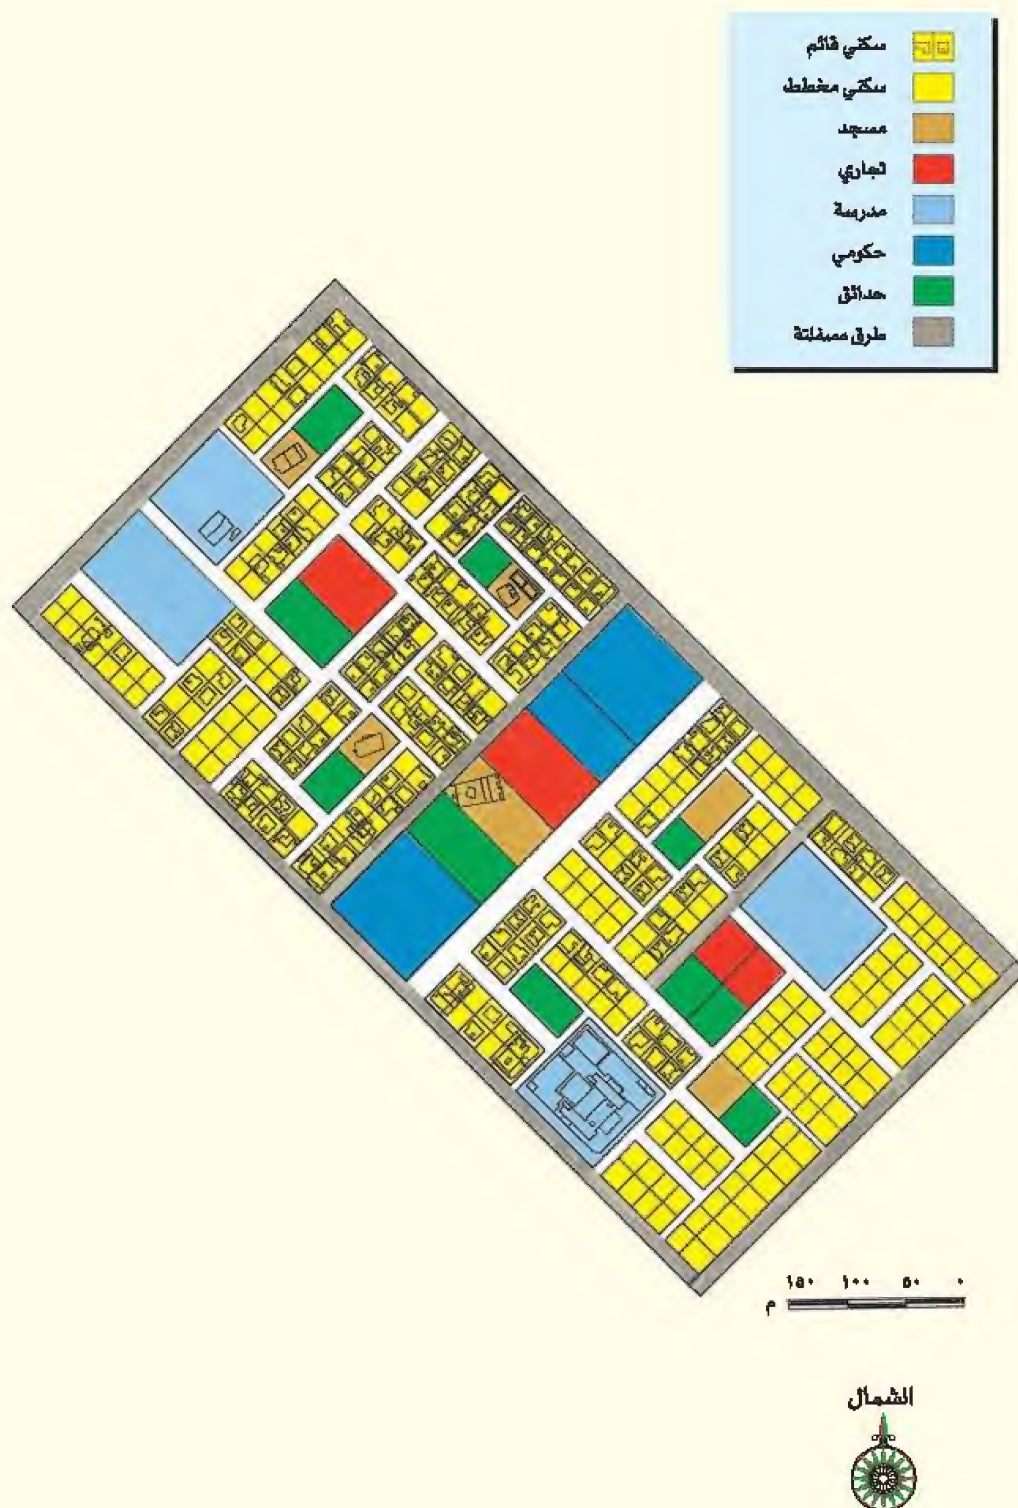 سكني قائم
سكني مخطط
مسجد
تجاري
مدرسة
حكومي
حدائق
طرق مسفلتة
١٥٠ ١٠٠ ٥٠ ٠
م
الشمال